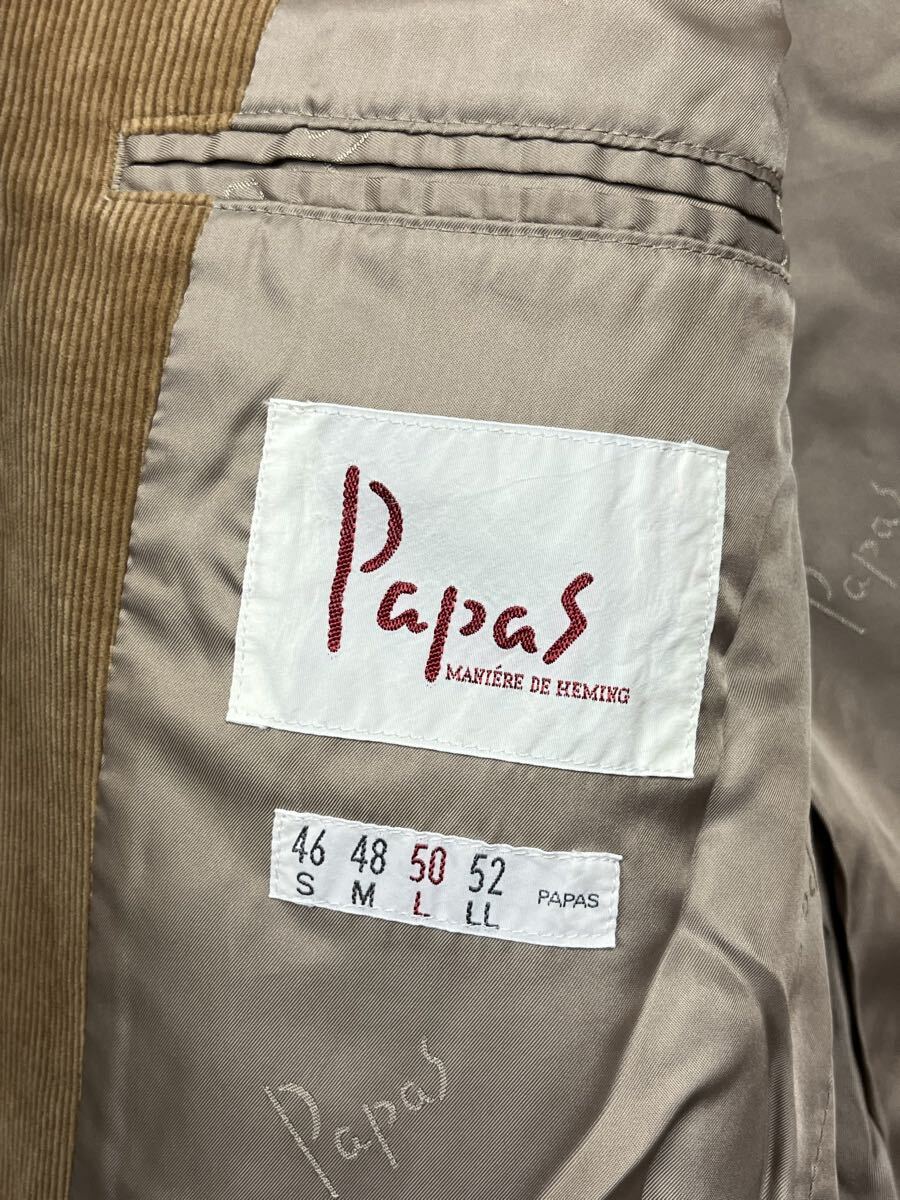 Papas
MANIÉRE DE HEMING
46 48 50 52 PAPAS
S M L LL
Papas
Papas